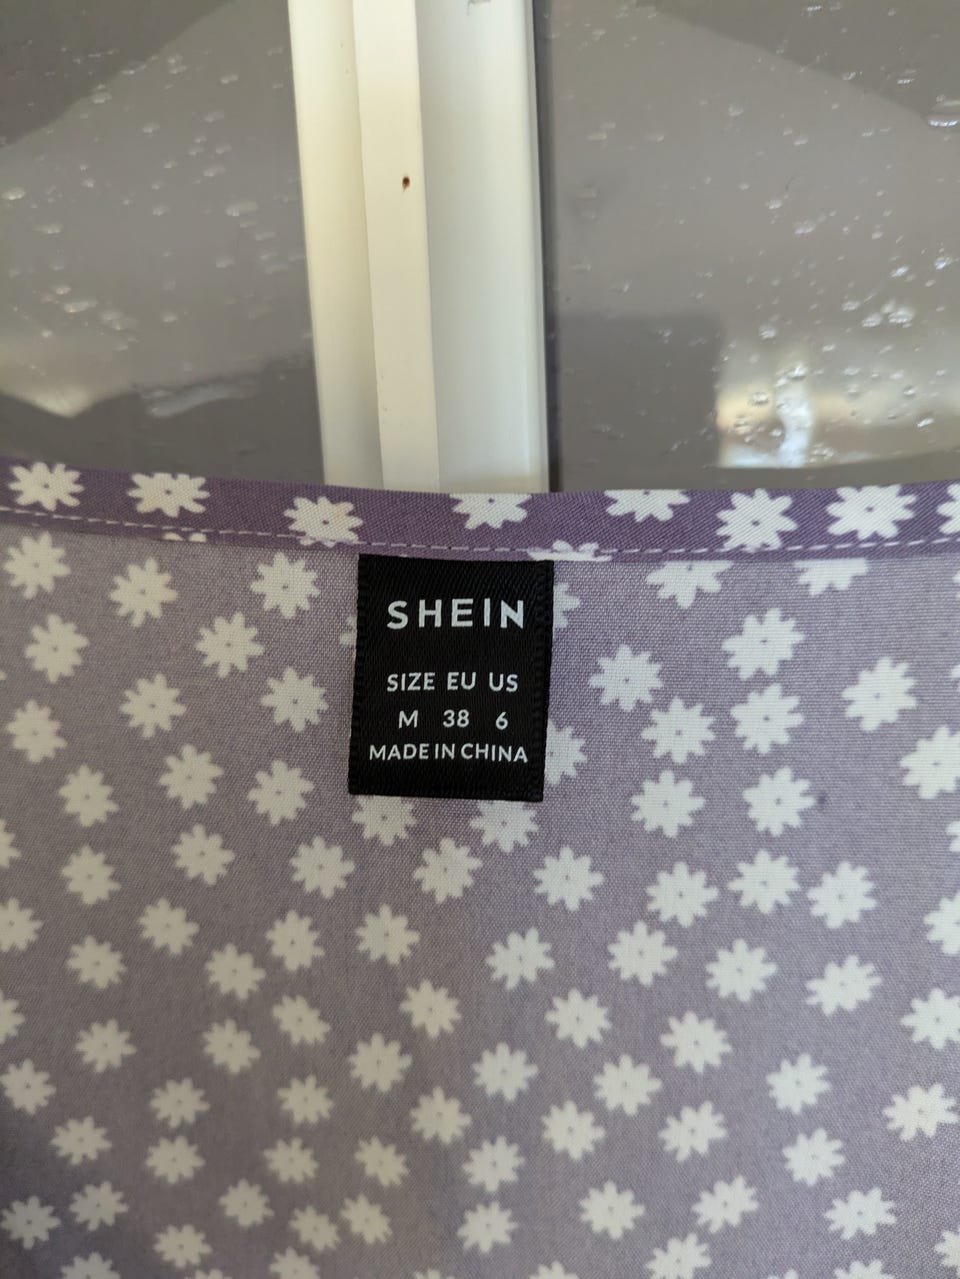 SHEIN
SIZE EU US
M 38 6
MADE IN CHINA